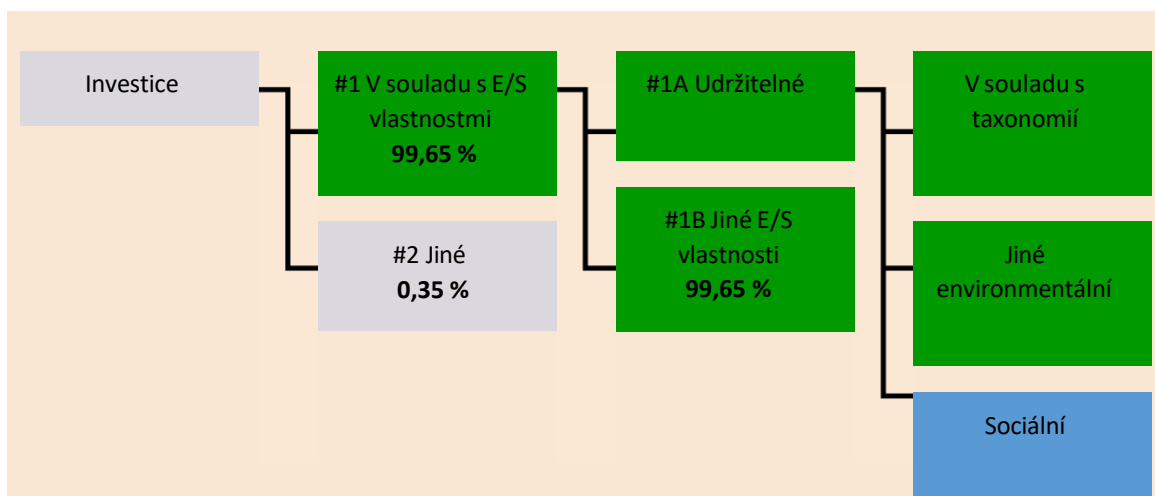 Investice
#1 V souladu s E/S
vlastnostmi
99,65 %
#2 Jiné
0,35 %
#1A Udržitelné
#1B Jiné E/S
vlastnosti
99,65 %
V souladu s
taxonomií
Jiné
environmentální
Sociální